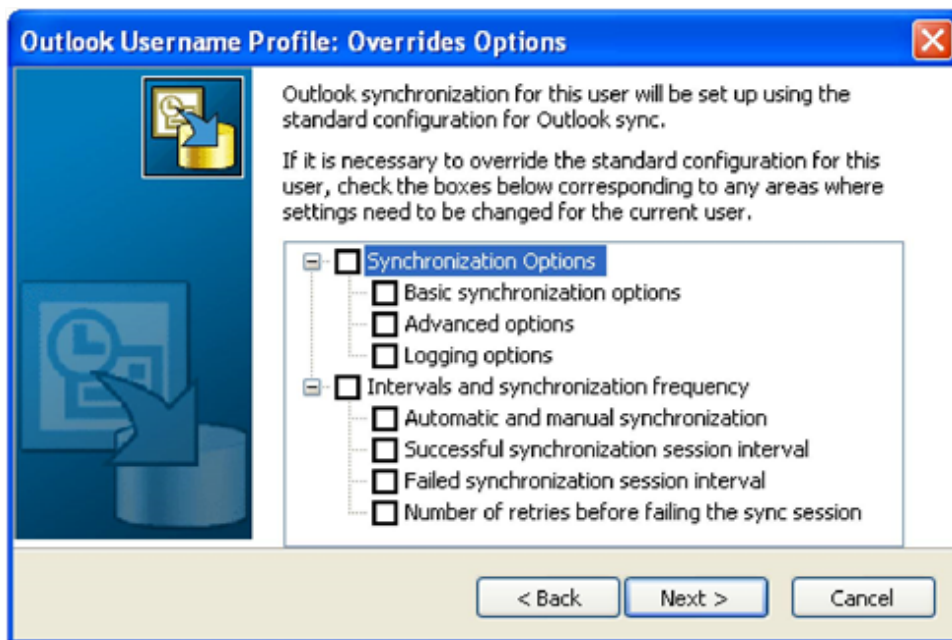 Outlook Username Profile: Overrides Options
Outlook synchronization for this user will be set up using the
standard configuration for Outlook sync.
If it is necessary to override the standard configuration for this
user, check the boxes below corresponding to any areas where
settings need to be changed for the current user.
Synchronization Options
Basic synchronization options
Advanced options
Logging options
Intervals and synchronization frequency
Automatic and manual synchronization
Successful synchronization session interval
Failed synchronization session interval
Number of retries before failing the sync session
< Back Next > Cancel